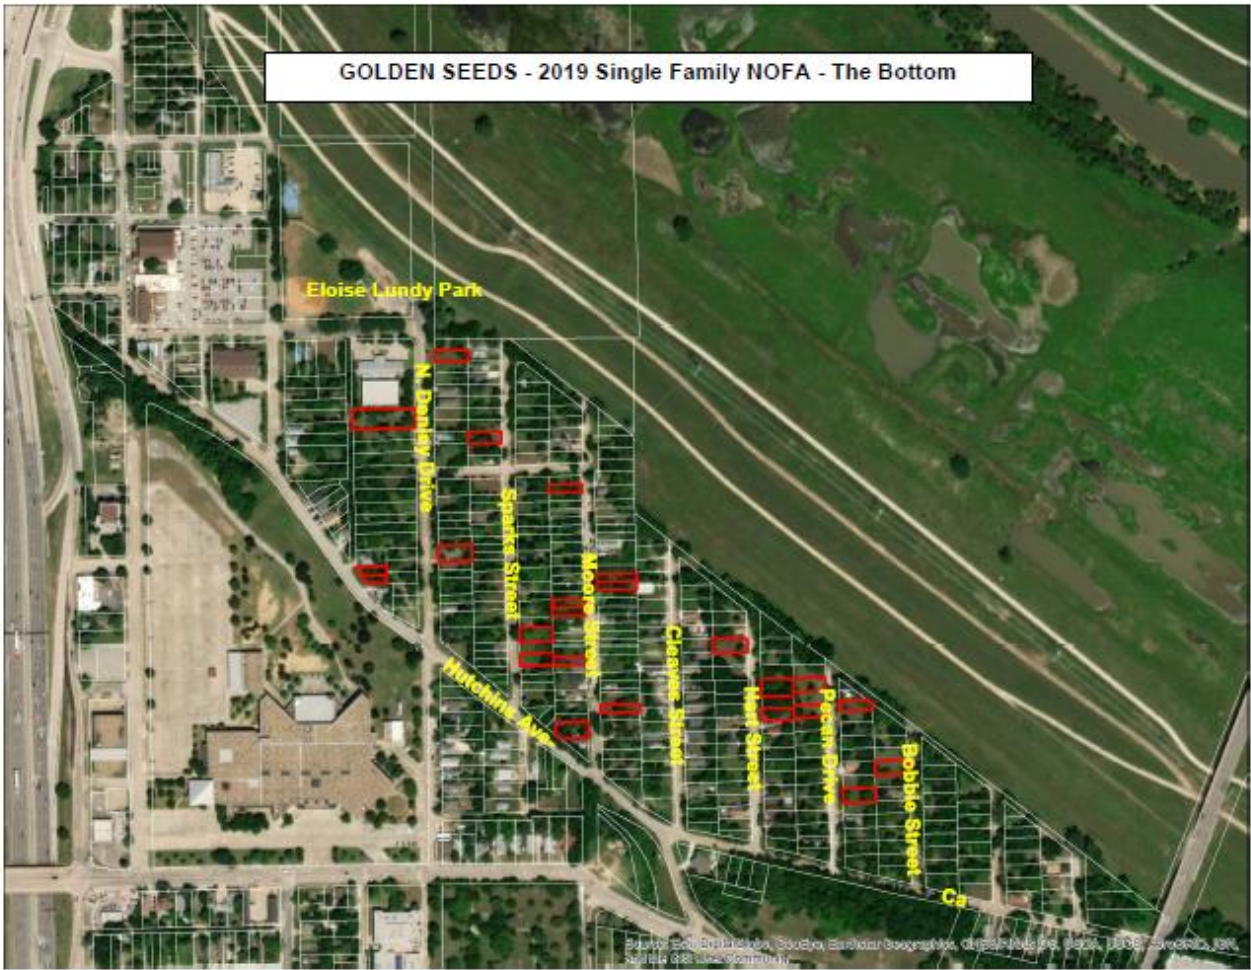 GOLDEN SEEDS - 2019 Single Family NOFA - The Bottom
Eloise Lundy Park
N. Denley Drive
Sparks Street
Moore Street
Cleaves Street
Hart Street
Pecan Drive
Bobbie Street
Hutchins Ave
Ca